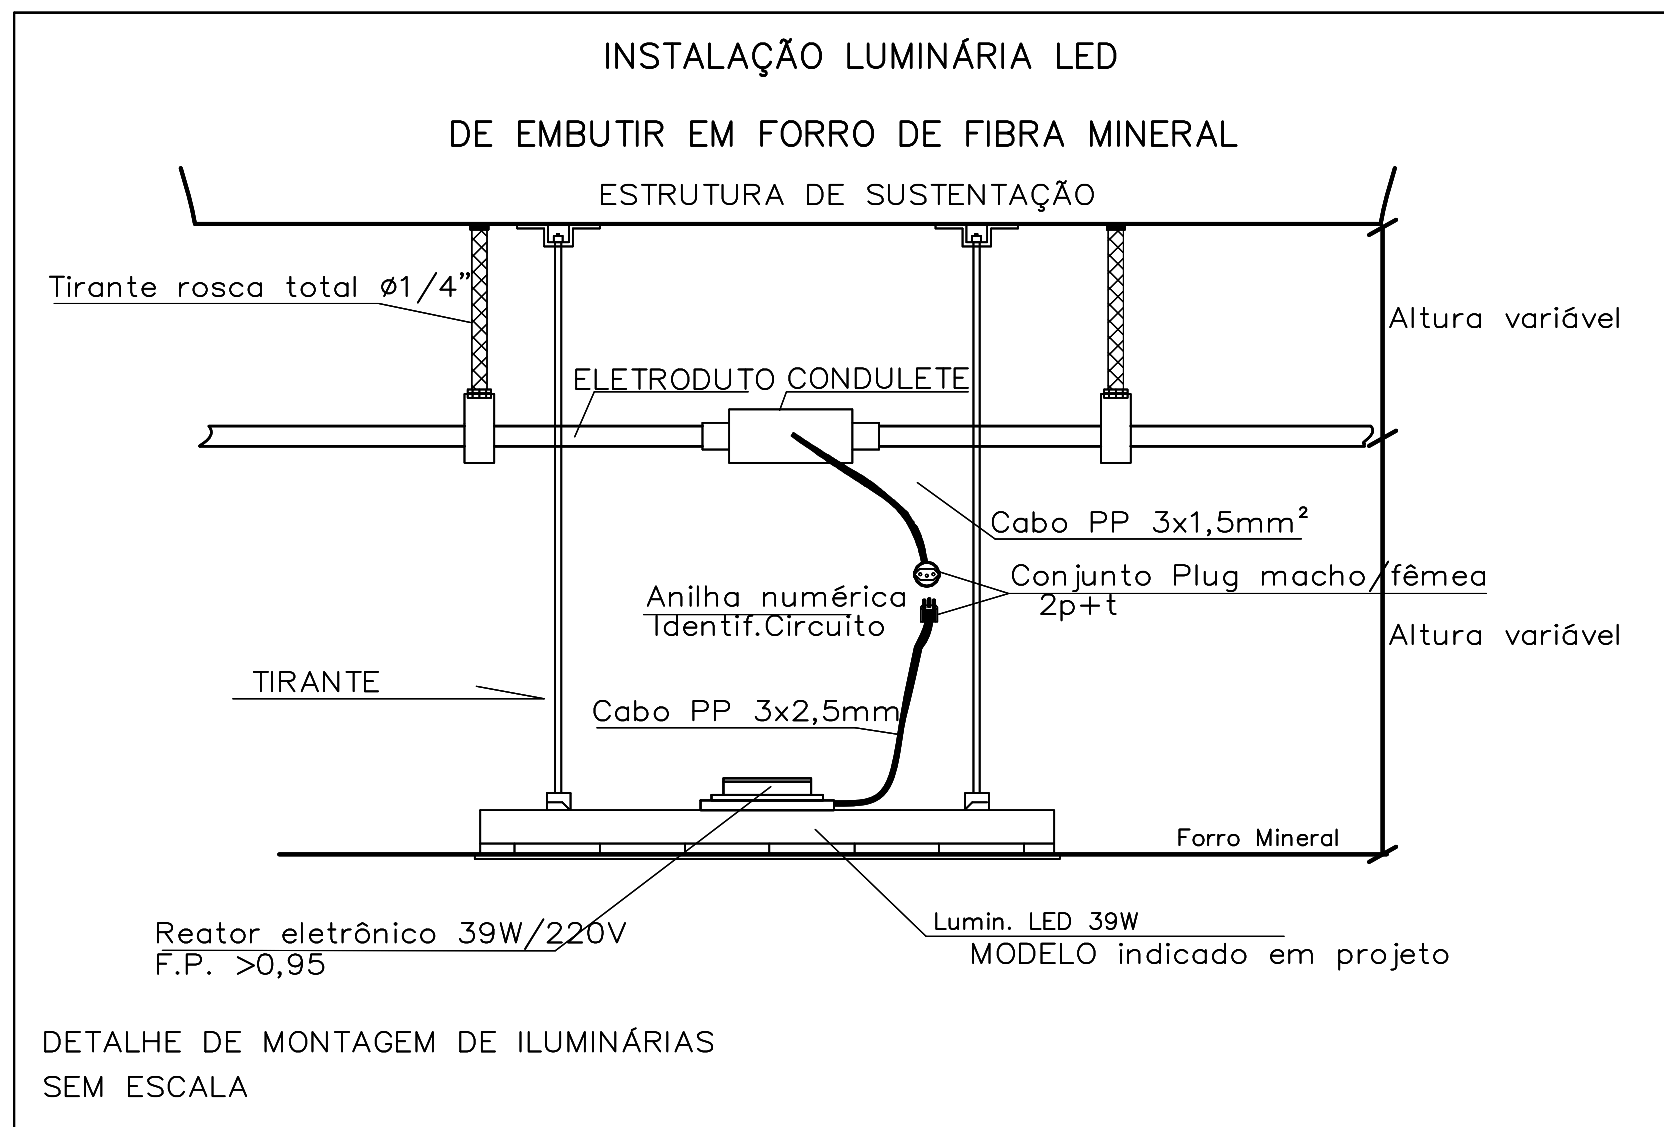 INSTALAÇÃO LUMINÁRIA LED
DE EMBUTIR EM FORRO DE FIBRA MINERAL
ESTRUTURA DE SUSTENTAÇÃO
Tirante rosca total ø1/4"
Altura variável
ELETRODUTO CONDULETE
Cabo PP 3x1,5mm²
Conjunto Plug macho/fêmea
2p+t
Anilha numérica
Identif.Circuito
Altura variável
TIRANTE
Cabo PP 3x2,5mm
Forro Mineral
Reator eletrônico 39W/220V
F.P. >0,95
Lumin. LED 39W
MODELO indicado em projeto
DETALHE DE MONTAGEM DE ILUMINÁRIAS
SEM ESCALA